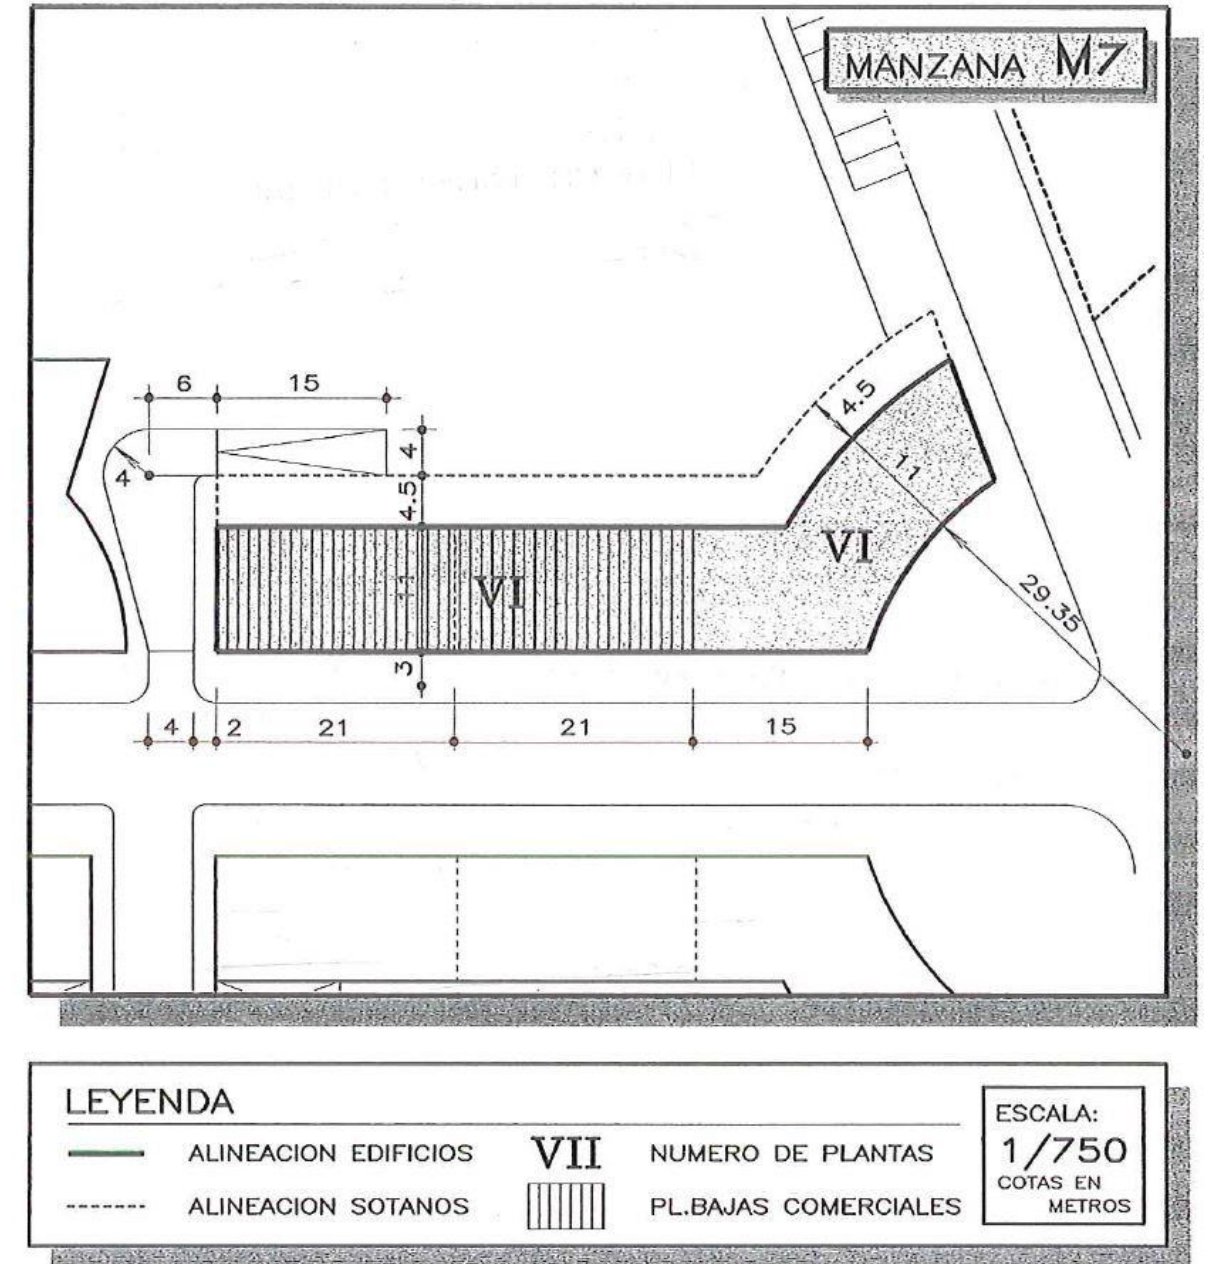 MANZANA M7
6
15
4
4.5
4
4.5
11
11
VI
VI
29.35
3
4
2
21
21
15
LEYENDA
ALINEACION EDIFICIOS
VII
NUMERO DE PLANTAS
ALINEACION SOTANOS
PL.BAJAS COMERCIALES
ESCALA:
1/750
COTAS EN
METROS